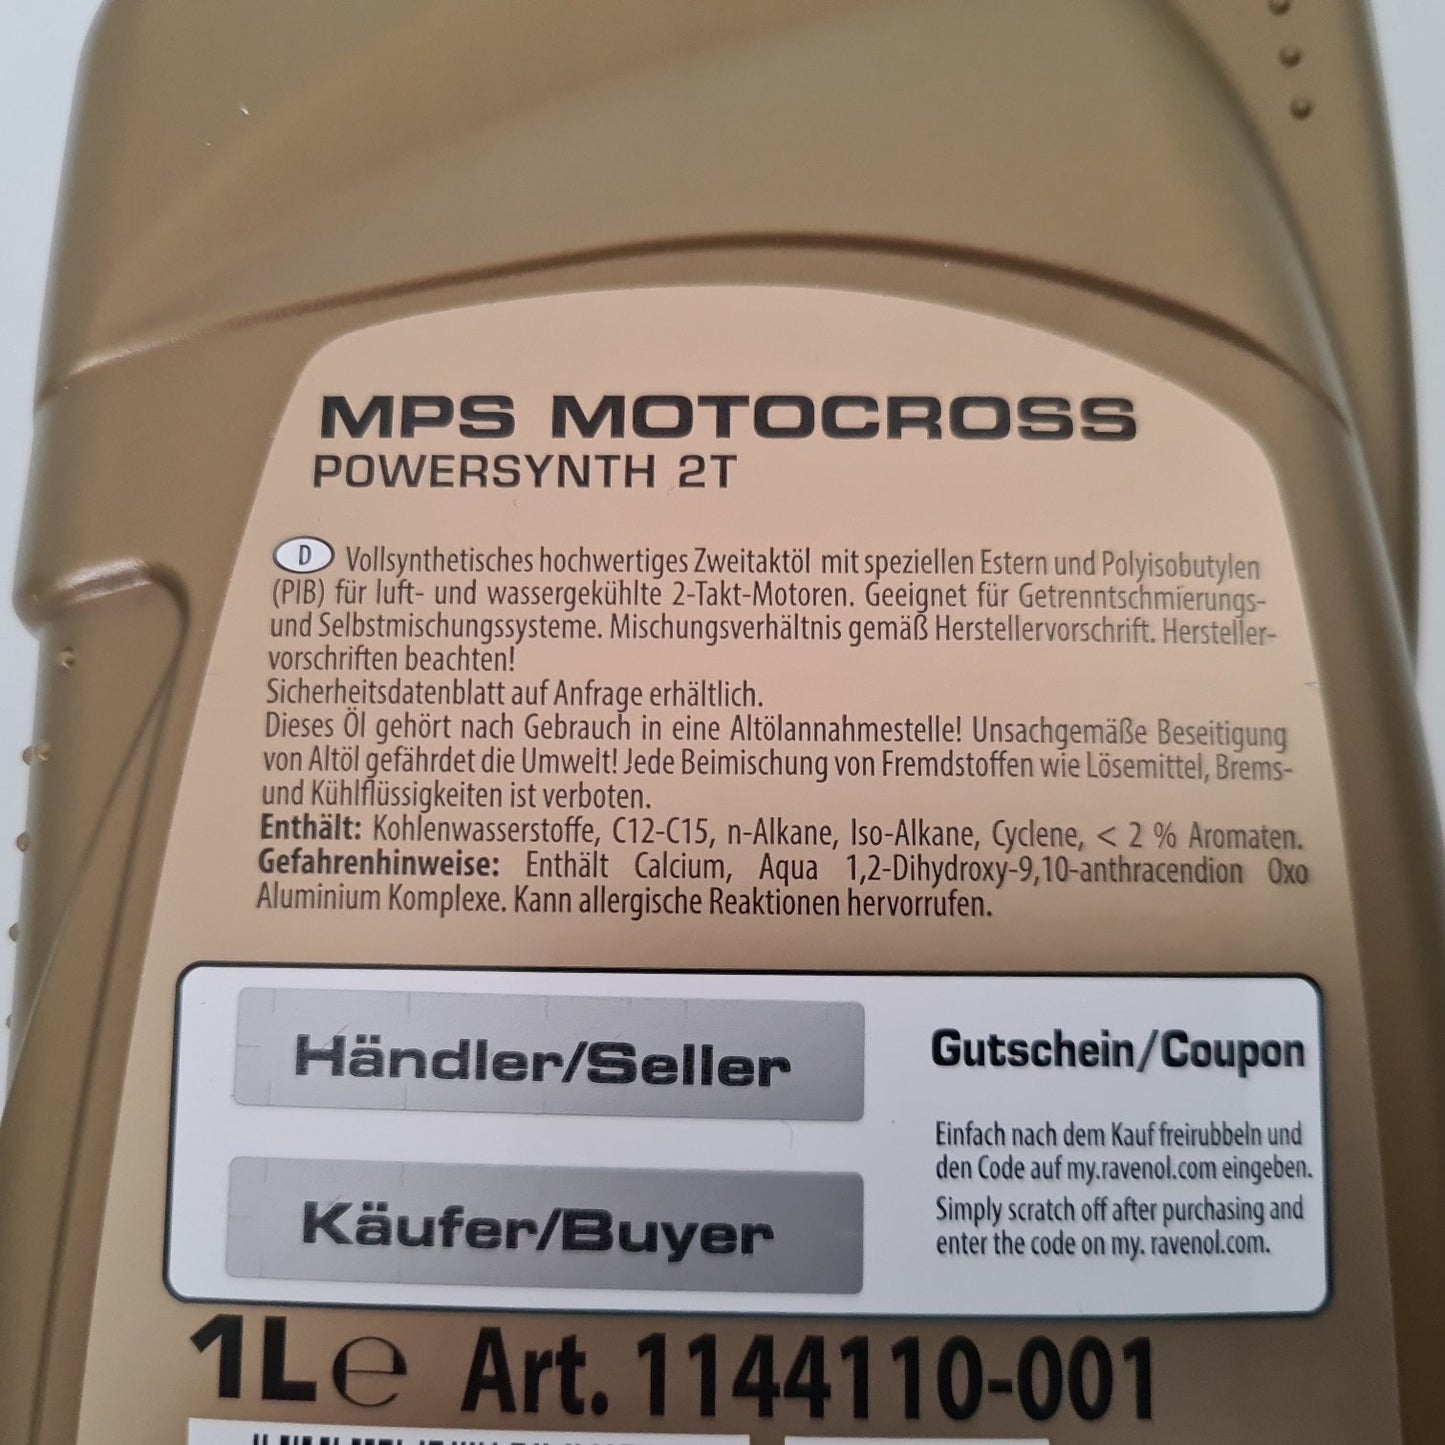 MPS MOTOCROSS
POWERSYNTH 2T
D Vollsynthetisches hochwertiges Zweitaktöl mit speziellen Estern und Polyisobutylen
(PIB) für luft- und wassergekühlte 2-Takt-Motoren. Geeignet für Getrenntschmierungs-
und Selbstmischungssysteme. Mischungsverhältnis gemäß Herstellervorschrift. Hersteller-
vorschriften beachten!
Sicherheitsdatenblatt auf Anfrage erhältlich.
Dieses Öl gehört nach Gebrauch in eine Altölannahmestelle! Unsachgemäße Beseitigung
von Altöl gefährdet die Umwelt! Jede Beimischung von Fremdstoffen wie Lösemittel, Brems-
und Kühlflüssigkeiten ist verboten.
Enthält: Kohlenwasserstoffe, C12-C15, n-Alkane, Iso-Alkane, Cyclene, < 2 % Aromaten.
Gefahrenhinweise: Enthält Calcium, Aqua 1,2-Dihydroxy-9,10-anthracendion Oxo
Aluminium Komplexe. Kann allergische Reaktionen hervorrufen.
Händler/Seller
Käufer/Buyer
Gutschein/Coupon
Einfach nach dem Kauf freirubbeln und
den Code auf my.ravenol.com eingeben.
Simply scratch off after purchasing and
enter the code on my. ravenol.com.
1L℮ Art. 1144110-001